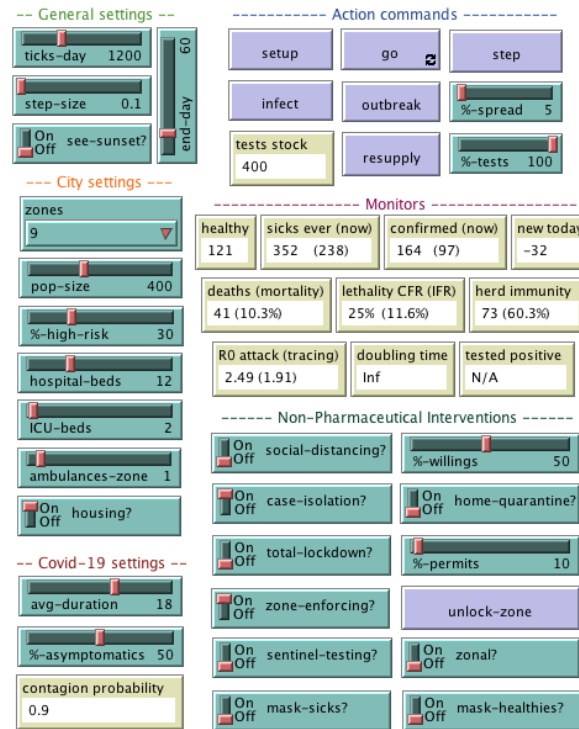 --- General settings ---
ticks-day 1200
step-size 0.1
On
Off see-sunset?
end-day 60
--- City settings ---
zones
9
pop-size 400
%-high-risk 30
hospital-beds 12
ICU-beds 2
ambulances-zone 1
On
Off housing?
-- Covid-19 settings --
avg-duration 18
%-asymptomatics 50
contagion probability
0.9
---------------- Action commands ----------------
setup
go
step
infect
outbreak
%-spread 5
tests stock
400
resupply
%-tests 100
----------------- Monitors -----------------
healthy
121
sicks ever (now)
352 (238)
confirmed (now)
164 (97)
new today
-32
deaths (mortality)
41 (10.3%)
lethality CFR (IFR)
25% (11.6%)
herd immunity
73 (60.3%)
R0 attack (tracing)
2.49 (1.91)
doubling time
Inf
tested positive
N/A
------ Non-Pharmaceutical Interventions ------
On
Off social-distancing?
%-willings 50
On
Off case-isolation?
On
Off home-quarantine?
On
Off total-lockdown?
%-permits 10
On
Off zone-enforcing?
unlock-zone
On
Off sentinel-testing?
On
Off zonal?
On
Off mask-sicks?
On
Off mask-healthies?